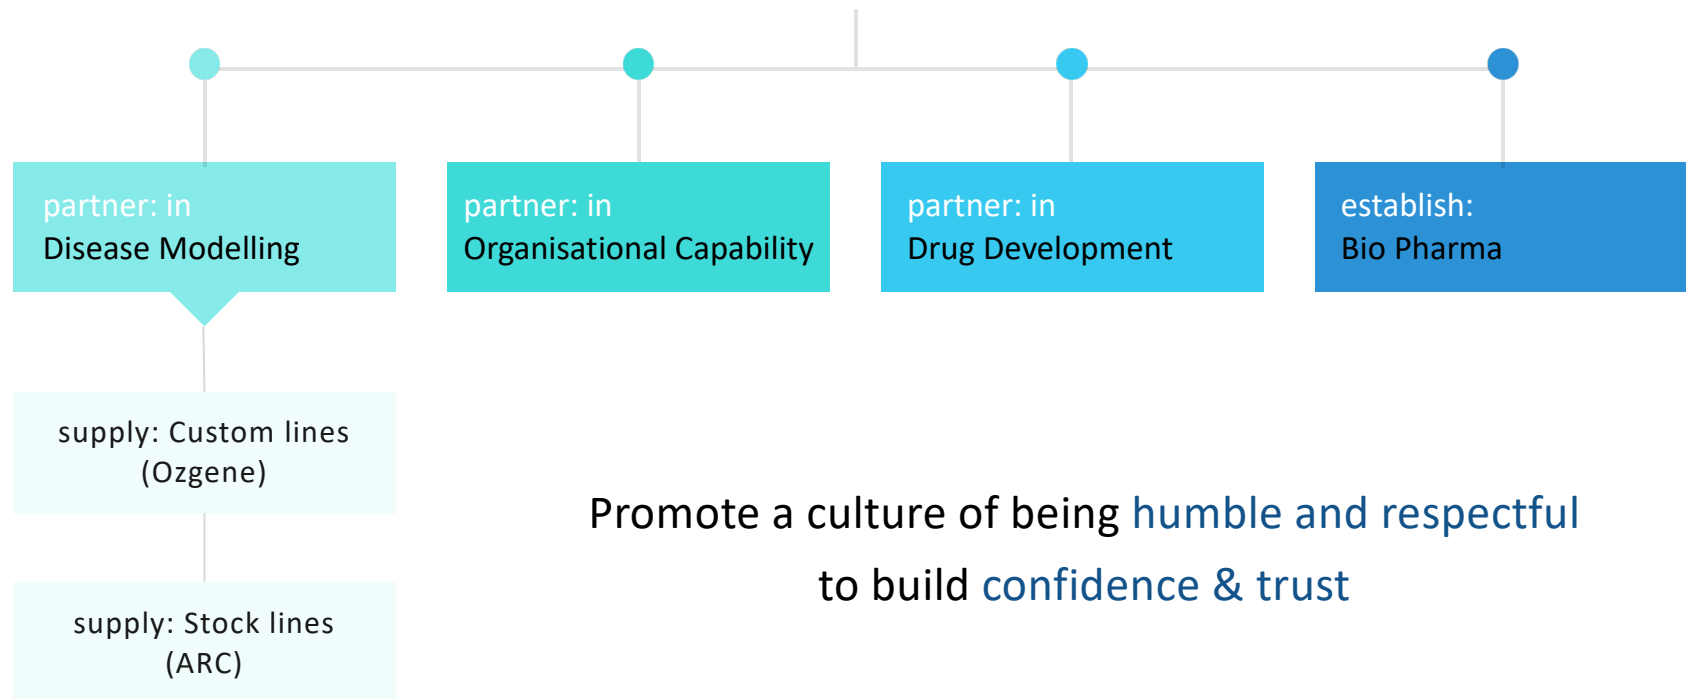 partner: in
Disease Modelling
partner: in
Organisational Capability
partner: in
Drug Development
establish:
Bio Pharma
supply: Custom lines
(Ozgene)
supply: Stock lines
(ARC)
Promote a culture of being humble and respectful
to build confidence & trust